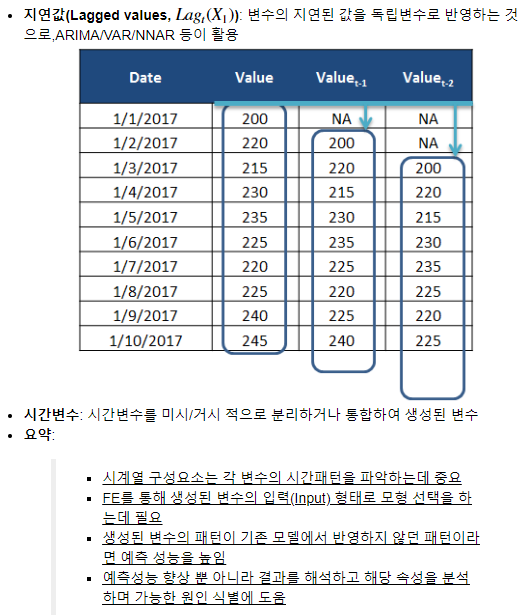 지연값(Lagged values, Lagₜ(X₁)): 변수의 지연된 값을 독립변수로 반영하는 것
으로,ARIMA/VAR/NNAR 등이 활용
Date Value Valueₜ₋₁ Valueₜ₋₂
1/1/2017 200 NA NA
1/2/2017 220 200 NA
1/3/2017 215 220 200
1/4/2017 230 215 220
1/5/2017 235 230 215
1/6/2017 225 235 230
1/7/2017 220 225 235
1/8/2017 225 220 225
1/9/2017 240 225 220
1/10/2017 245 240 225
시간변수: 시간변수를 미시/거시 적으로 분리하거나 통합하여 생성된 변수
요약:
시계열 구성요소는 각 변수의 시간패턴을 파악하는데 중요
FE를 통해 생성된 변수의 입력(Input) 형태로 모형 선택을 하
는데 필요
생성된 변수의 패턴이 기존 모델에서 반영하지 않던 패턴이라
면 예측 성능을 높임
예측성능 향상 뿐 아니라 결과를 해석하고 해당 속성을 분석
하며 가능한 원인 식별에 도움